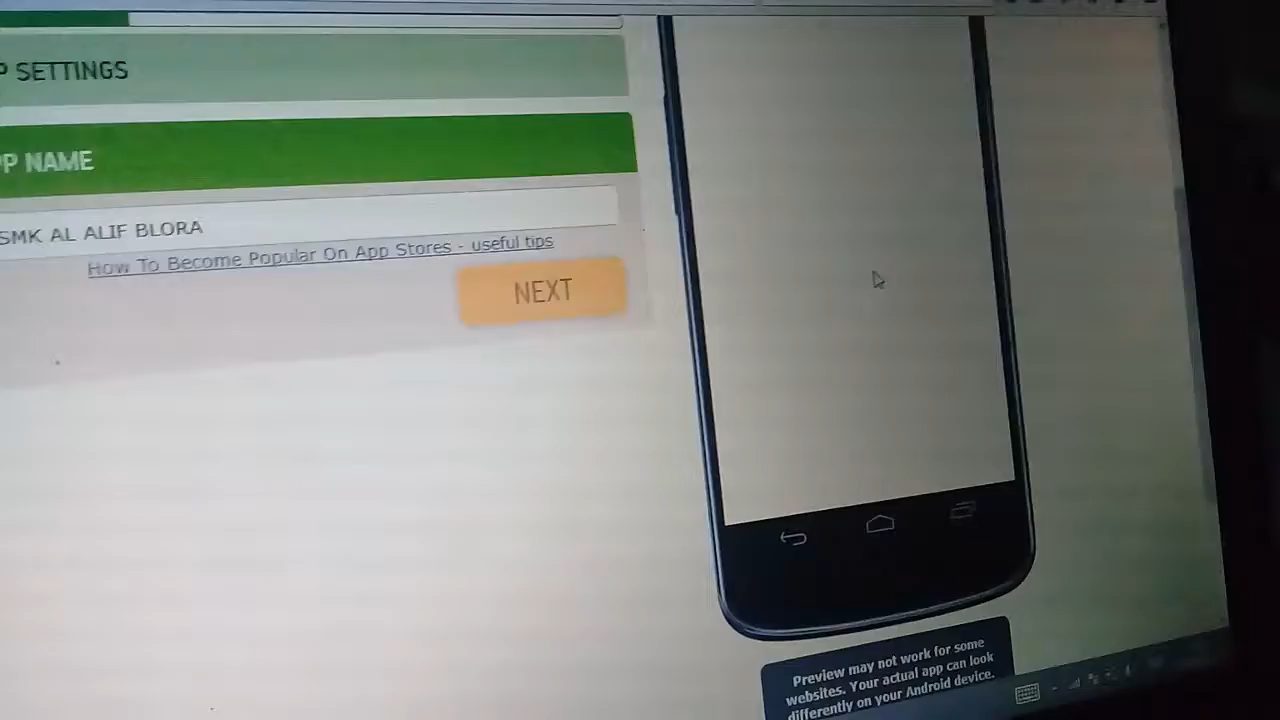 P SETTINGS
PP NAME
SMK AL ALIF BLORA
How To Become Popular On App Stores - useful tips
NEXT
Preview may not work for some
websites. Your actual app can look
differently on your Android device.